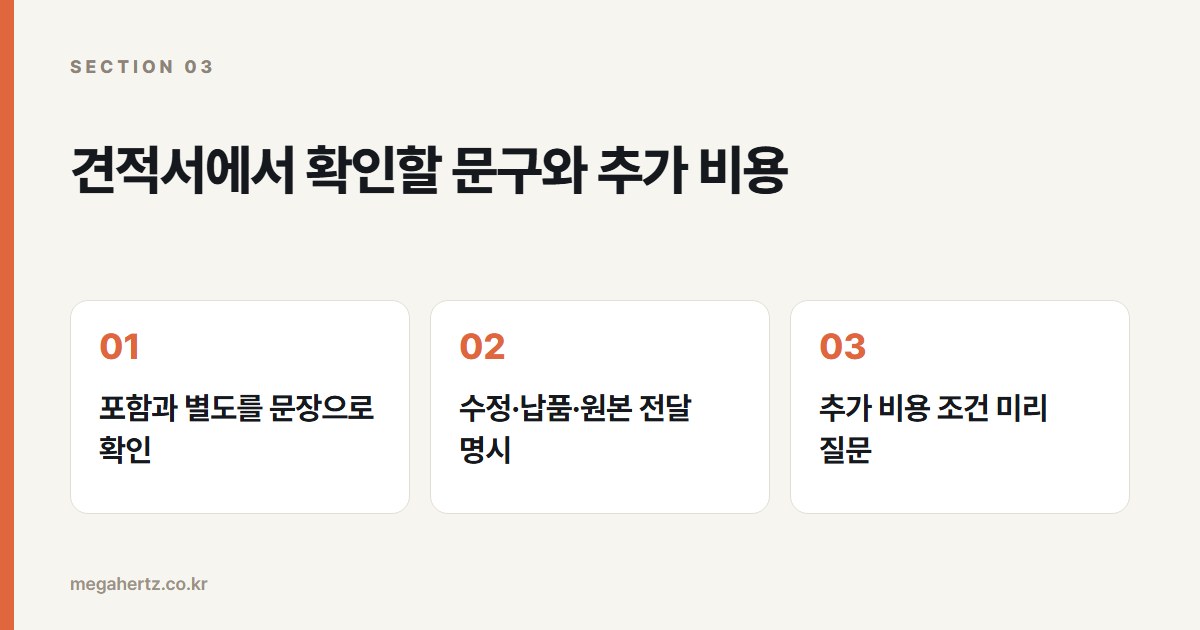 SECTION 03
견적서에서 확인할 문구와 추가 비용
01
포함과 별도를 문장으로
확인
02
수정·납품·원본 전달
명시
03
추가 비용 조건 미리
질문
megahertz.co.kr